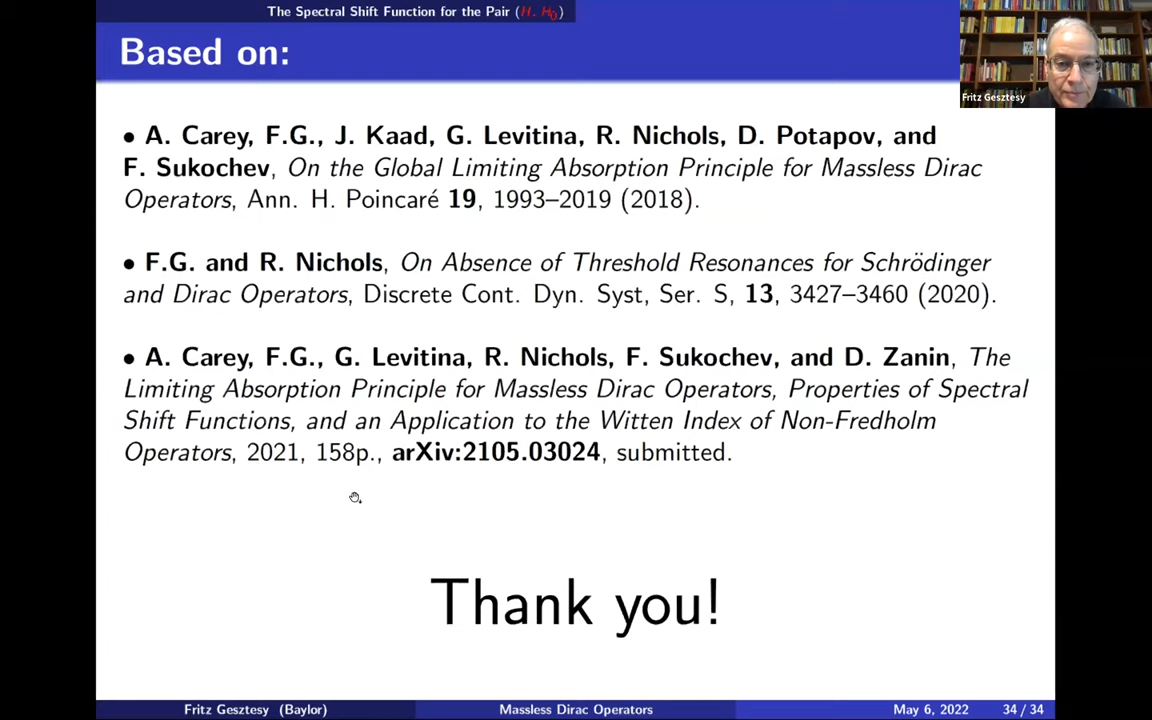 The Spectral Shift Function for the Pair (H, H₀)
Based on:
Fritz Gesztesy
• A. Carey, F.G., J. Kaad, G. Levitina, R. Nichols, D. Potapov, and
F. Sukochev, On the Global Limiting Absorption Principle for Massless Dirac
Operators, Ann. H. Poincaré 19, 1993–2019 (2018).
• F.G. and R. Nichols, On Absence of Threshold Resonances for Schrödinger
and Dirac Operators, Discrete Cont. Dyn. Syst, Ser. S, 13, 3427–3460 (2020).
• A. Carey, F.G., G. Levitina, R. Nichols, F. Sukochev, and D. Zanin, The
Limiting Absorption Principle for Massless Dirac Operators, Properties of Spectral
Shift Functions, and an Application to the Witten Index of Non-Fredholm
Operators, 2021, 158p., arXiv:2105.03024, submitted.
Thank you!
Fritz Gesztesy (Baylor) Massless Dirac Operators May 6, 2022 34 / 34